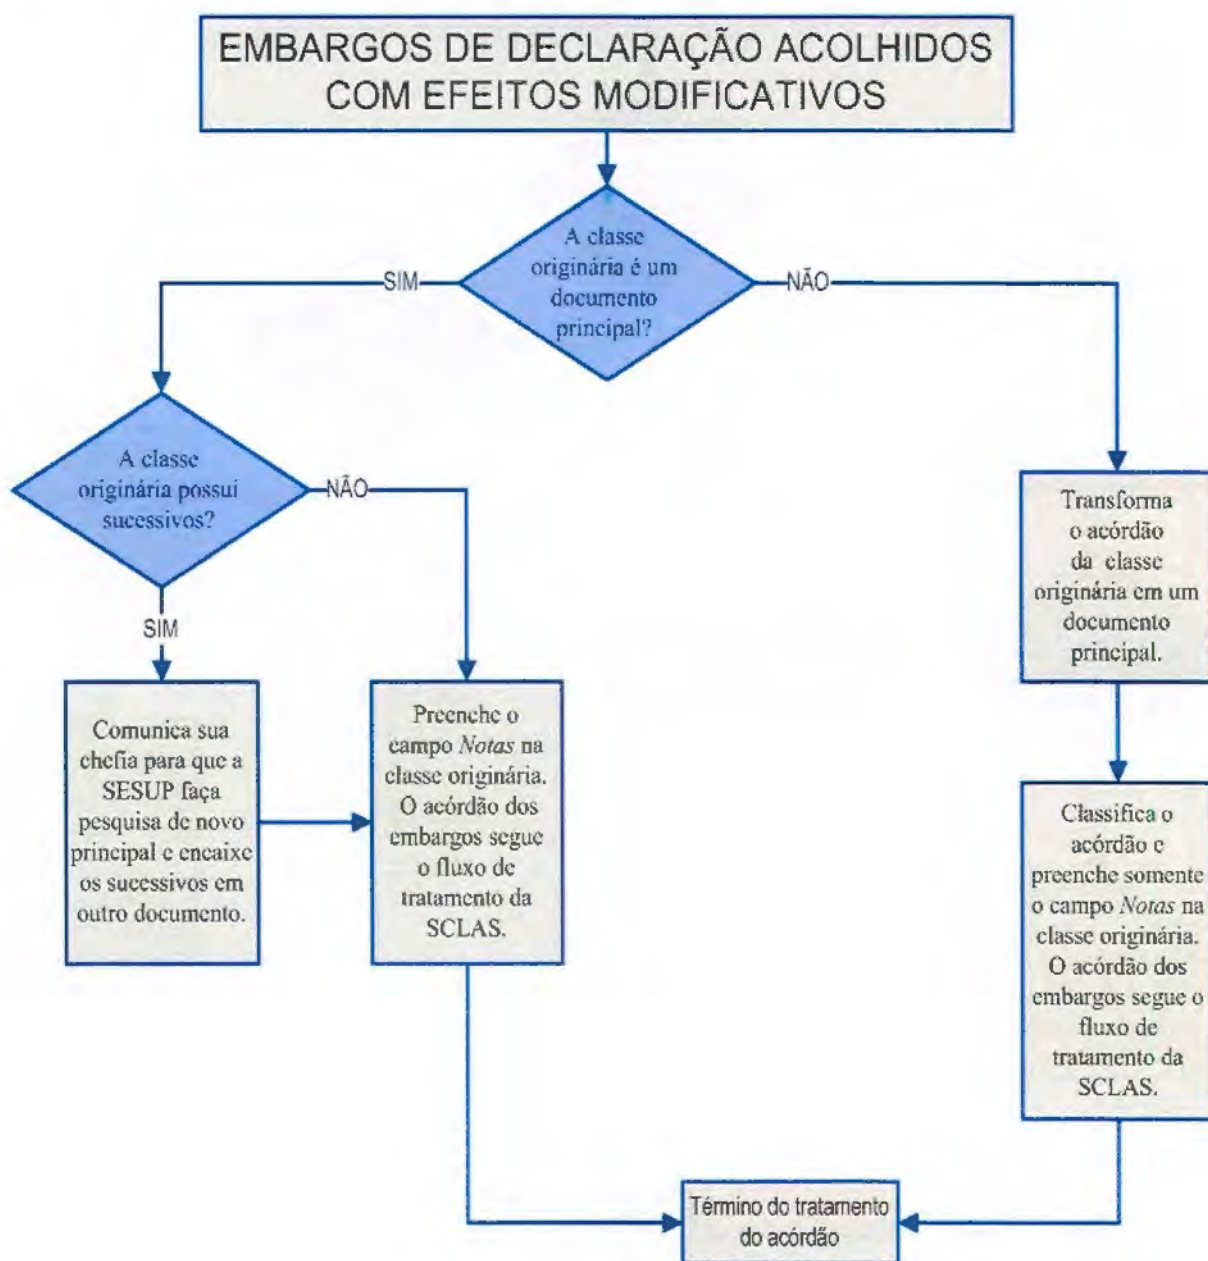 EMBARGOS DE DECLARAÇÃO ACOLHIDOS
COM EFEITOS MODIFICATIVOS
A classe
originária é um
documento
principal?
SIM
NÃO
A classe
originária possui
sucessivos?
NÃO
SIM
Transforma
o acórdão
da classe
originária em um
documento
principal.
Comunica sua
chefia para que a
SESUP faça
pesquisa de novo
principal e encaixe
os sucessivos em
outro documento.
Preenche o
campo Notas na
classe originária.
O acórdão dos
embargos segue
o fluxo de
tratamento da
SCLAS.
Classifica o
acórdão e
preenche somente
o campo Notas na
classe originária.
O acórdão dos
embargos segue o
fluxo de
tratamento da
SCLAS.
Término do tratamento
do acórdão